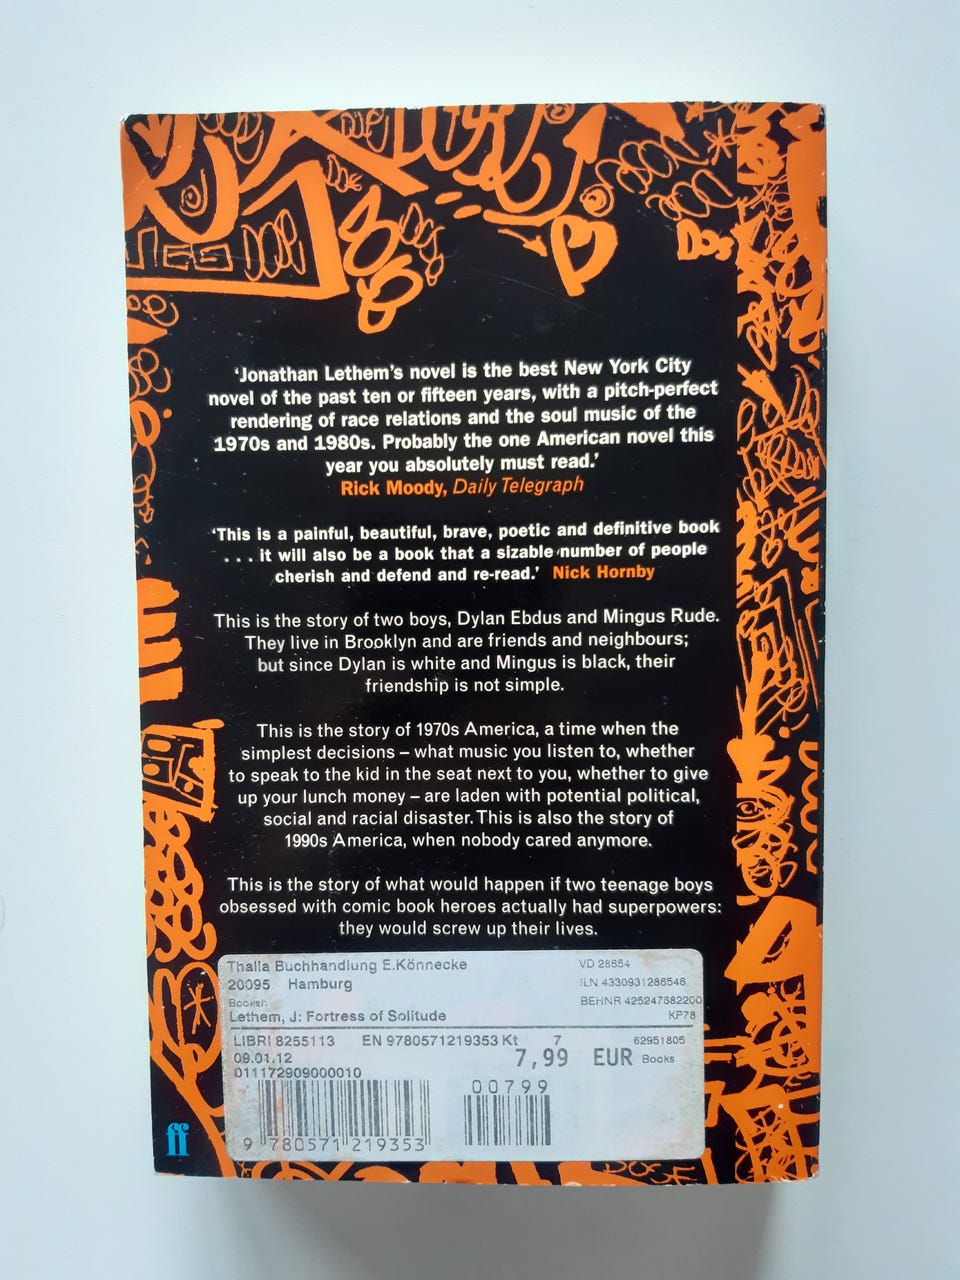 DOSE
DOSE
DOSE
Dos
'Jonathan Lethem's novel is the best New York City
novel of the past ten or fifteen years, with a pitch-perfect
rendering of race relations and the soul music of the
1970s and 1980s. Probably the one American novel this
year you absolutely must read.'
Rick Moody, Daily Telegraph
'This is a painful, beautiful, brave, poetic and definitive book
. . . it will also be a book that a sizable number of people
cherish and defend and re-read.' Nick Hornby
This is the story of two boys, Dylan Ebdus and Mingus Rude.
They live in Brooklyn and are friends and neighbours;
but since Dylan is white and Mingus is black, their
friendship is not simple.
This is the story of 1970s America, a time when the
simplest decisions – what music you listen to, whether
to speak to the kid in the seat next to you, whether to give
up your lunch money – are laden with potential political,
social and racial disaster. This is also the story of
1990s America, when nobody cared anymore.
This is the story of what would happen if two teenage boys
obsessed with comic book heroes actually had superpowers:
they would screw up their lives.
Thalia Buchhandlung E.Könnecke VD 28654
20095 Hamburg ILN 4330931286546
Booksh BEHNR 425247682200
Lethem, J: Fortress of Solitude KP78
LIBRI 8255113 EN 9780571219353 Kt 7 62951805
09.01.12 7,99 EUR Books
011172909000010
00799
9 780571 219353
ff
DOSE